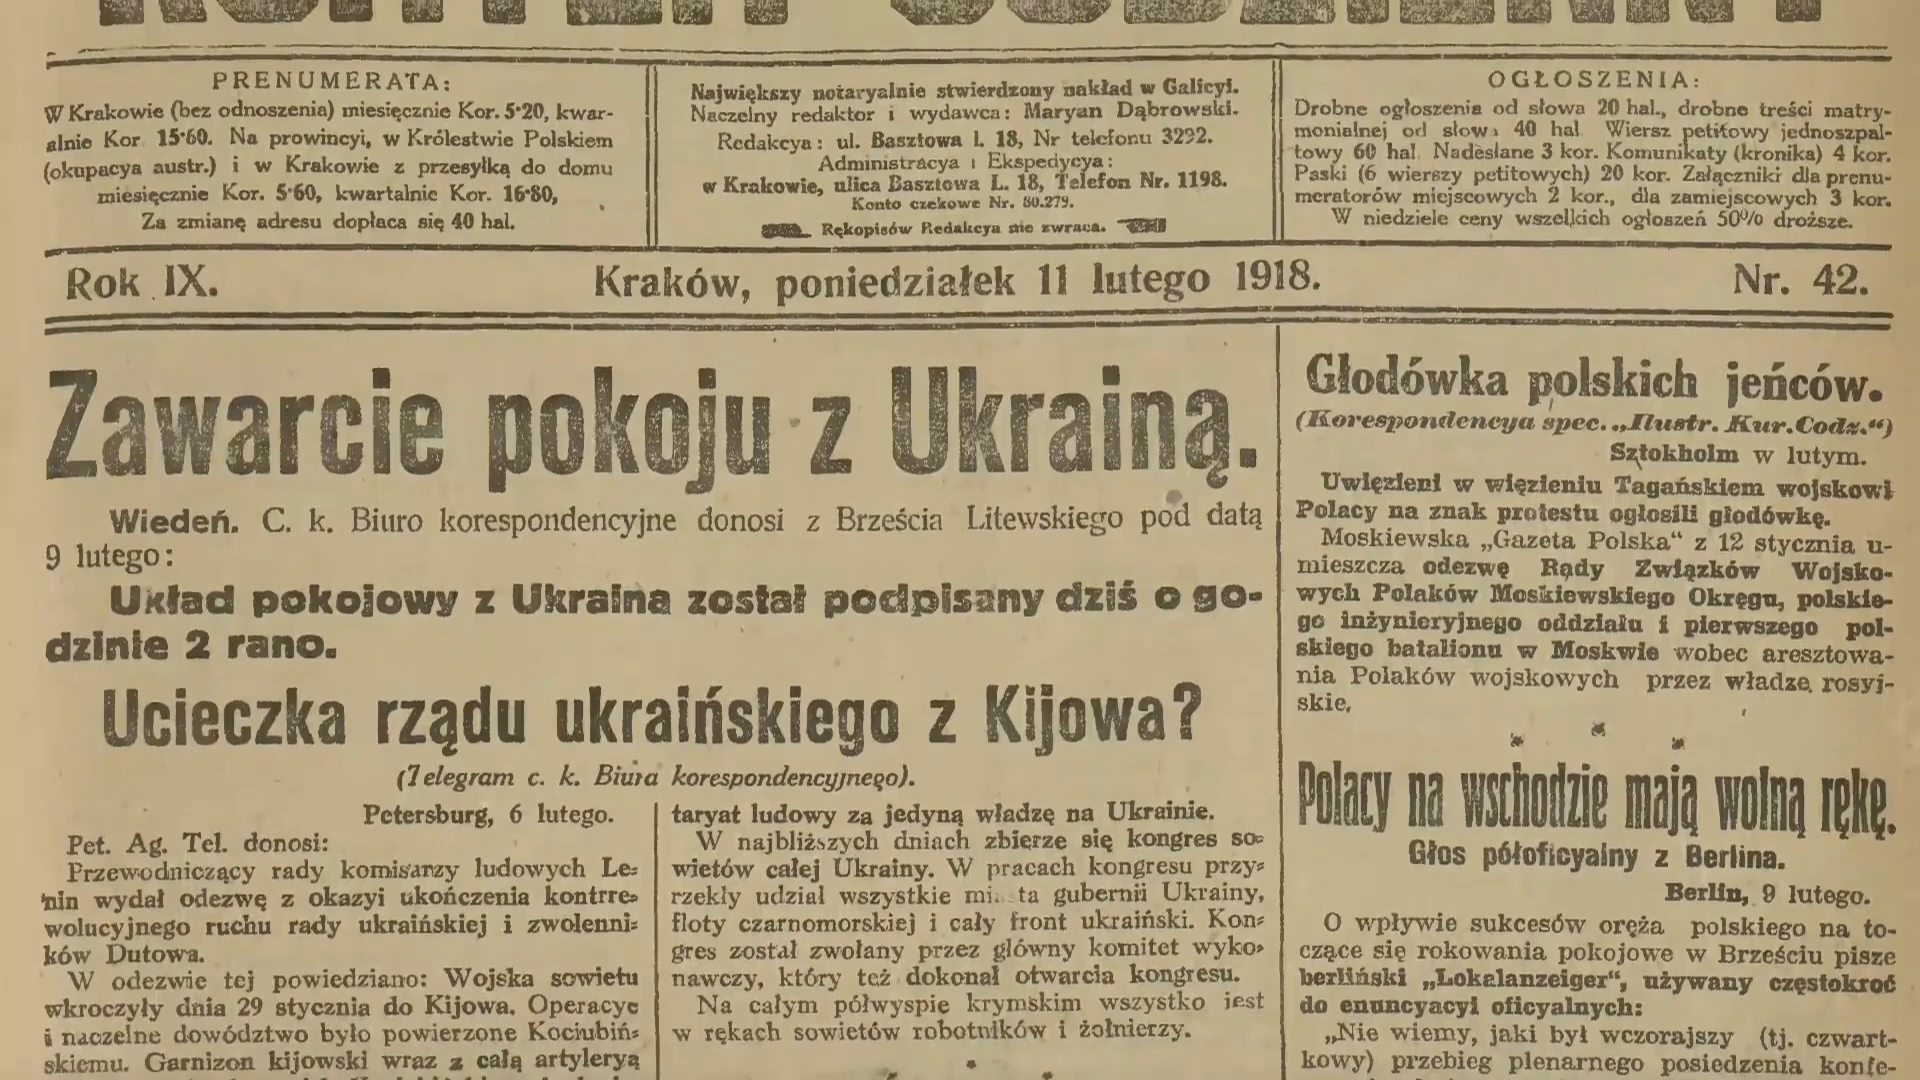 PRENUMERATA:
W Krakowie (bez odnoszenia) miesięcznie Kor. 5·20, kwar-
alnie Kor. 15·60. Na prowincyi, w Królestwie Polskiem
(okupacya austr.) i w Krakowie z przesyłką do domu
miesięcznie Kor. 5·60, kwartalnie Kor. 16·80,
Za zmianę adresu dopłaca się 40 hal.
Największy notaryalnie stwierdzony nakład w Galicyi.
Naczelny redaktor i wydawca: Maryan Dąbrowski.
Redakcya: ul. Basztowa l. 18, Nr telefonu 3292.
Administracya i Ekspedycya:
w Krakowie, ulica Basztowa L. 18, Telefon Nr. 1198.
Konto czekowe Nr. 80.279.
Rękopisów Redakcya nie zwraca.
OGŁOSZENIA:
Drobne ogłoszenia od słowa 20 hal., drobne treści matry-
monialnej od słowa 40 hal. Wiersz petitowy jednoszpal-
towy 60 hal. Nadesłane 3 kor. Komunikaty (kronika) 4 kor.
Paski (6 wierszy petitowych) 20 kor. Załączniki dla prenu-
meratorów miejscowych 2 kor., dla zamiejscowych 3 kor.
W niedziele ceny wszelkich ogłoszeń 50% droższe.
Rok IX.
Kraków, poniedziałek 11 lutego 1918.
Nr. 42.
Zawarcie pokoju z Ukrainą.
Wiedeń. C. k. Biuro korespondencyjne donosi z Brześcia Litewskiego pod datą
9 lutego:
Układ pokojowy z Ukraina został podpisany dziś o go-
dzinie 2 rano.
Ucieczka rządu ukraińskiego z Kijowa?
(Telegram c. k. Biura korespondencyjnego).
Petersburg, 6 lutego.
Pet. Ag. Tel. donosi:
Przewodniczący rady komisarzy ludowych Le-
nin wydał odezwę z okazyi ukończenia kontrre-
wolucyjnego ruchu rady ukraińskiej i zwolenni-
ków Dutowa.
W odezwie tej powiedziano: Wojska sowietu
wkroczyły dnia 29 stycznia do Kijowa. Operacye
i naczelne dowództwo było powierzone Kociubiń-
skiemu. Garnizon kijowski wraz z całą artyleryą
taryat ludowy za jedyną władzę na Ukrainie.
W najbliższych dniach zbierze się kongres so-
wietów całej Ukrainy. W pracach kongresu przy-
rzekły udział wszystkie miasta gubernii Ukrainy,
floty czarnomorskiej i cały front ukraiński. Kon-
gres został zwołany przez główny komitet wyko-
nawczy, który też dokonał otwarcia kongresu.
Na całym półwyspie krymskim wszystko jest
w rękach sowietów robotników i żołnierzy.
Głodówka polskich jeńców.
(Korespondencya spec. „Ilustr. Kur. Codz.“)
Sztokholm w lutym.
Uwięzieni w więzieniu Tagańskiem wojskowi
Polacy na znak protestu ogłosili głodówkę.
Moskiewska „Gazeta Polska“ z 12 stycznia u-
mieszcza odezwę Rady Związków Wojsko-
wych Polaków Moskiewskiego Okręgu, polskie-
go inżynieryjnego oddziału i pierwszego pol-
skiego batalionu w Moskwie wobec aresztowa-
nia Polaków wojskowych przez władze rosyj-
skie.
Polacy na wschodzie mają wolną rękę.
Głos półoficyalny z Berlina.
Berlin, 9 lutego.
O wpływie sukcesów oręża polskiego na to-
czące się rokowania pokojowe w Brześciu pisze
berliński „Lokalanzeiger“, używany częstokroć
do enuncyacyi oficyalnych:
„Nie wiemy, jaki był wczorajszy (tj. czwart-
kowy) przebieg plenarnego posiedzenia konfe-